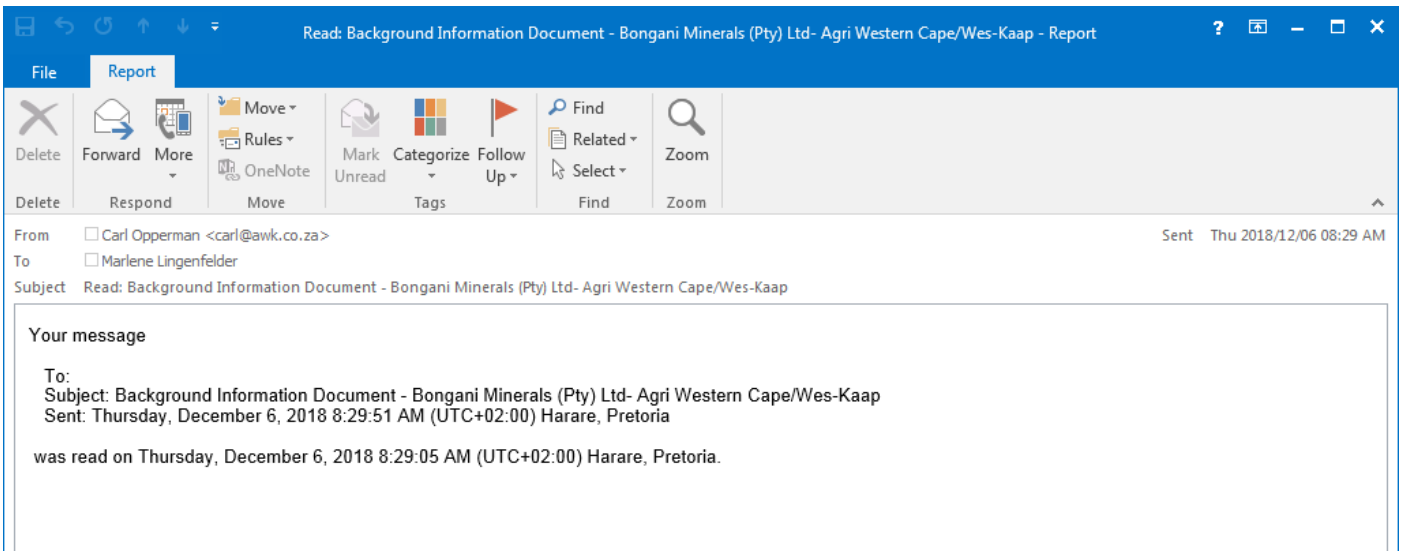 Read: Background Information Document - Bongani Minerals (Pty) Ltd- Agri Western Cape/Wes-Kaap - Report
File Report
Delete Forward More Move Rules OneNote Mark Unread Categorize Follow Up Find Related Select Zoom
Delete Respond Move Tags Find Zoom
From Carl Opperman <carl@awk.co.za> Sent Thu 2018/12/06 08:29 AM
To Marlene Lingenfelder
Subject Read: Background Information Document - Bongani Minerals (Pty) Ltd- Agri Western Cape/Wes-Kaap
Your message
To:
Subject: Background Information Document - Bongani Minerals (Pty) Ltd- Agri Western Cape/Wes-Kaap
Sent: Thursday, December 6, 2018 8:29:51 AM (UTC+02:00) Harare, Pretoria
was read on Thursday, December 6, 2018 8:29:05 AM (UTC+02:00) Harare, Pretoria.